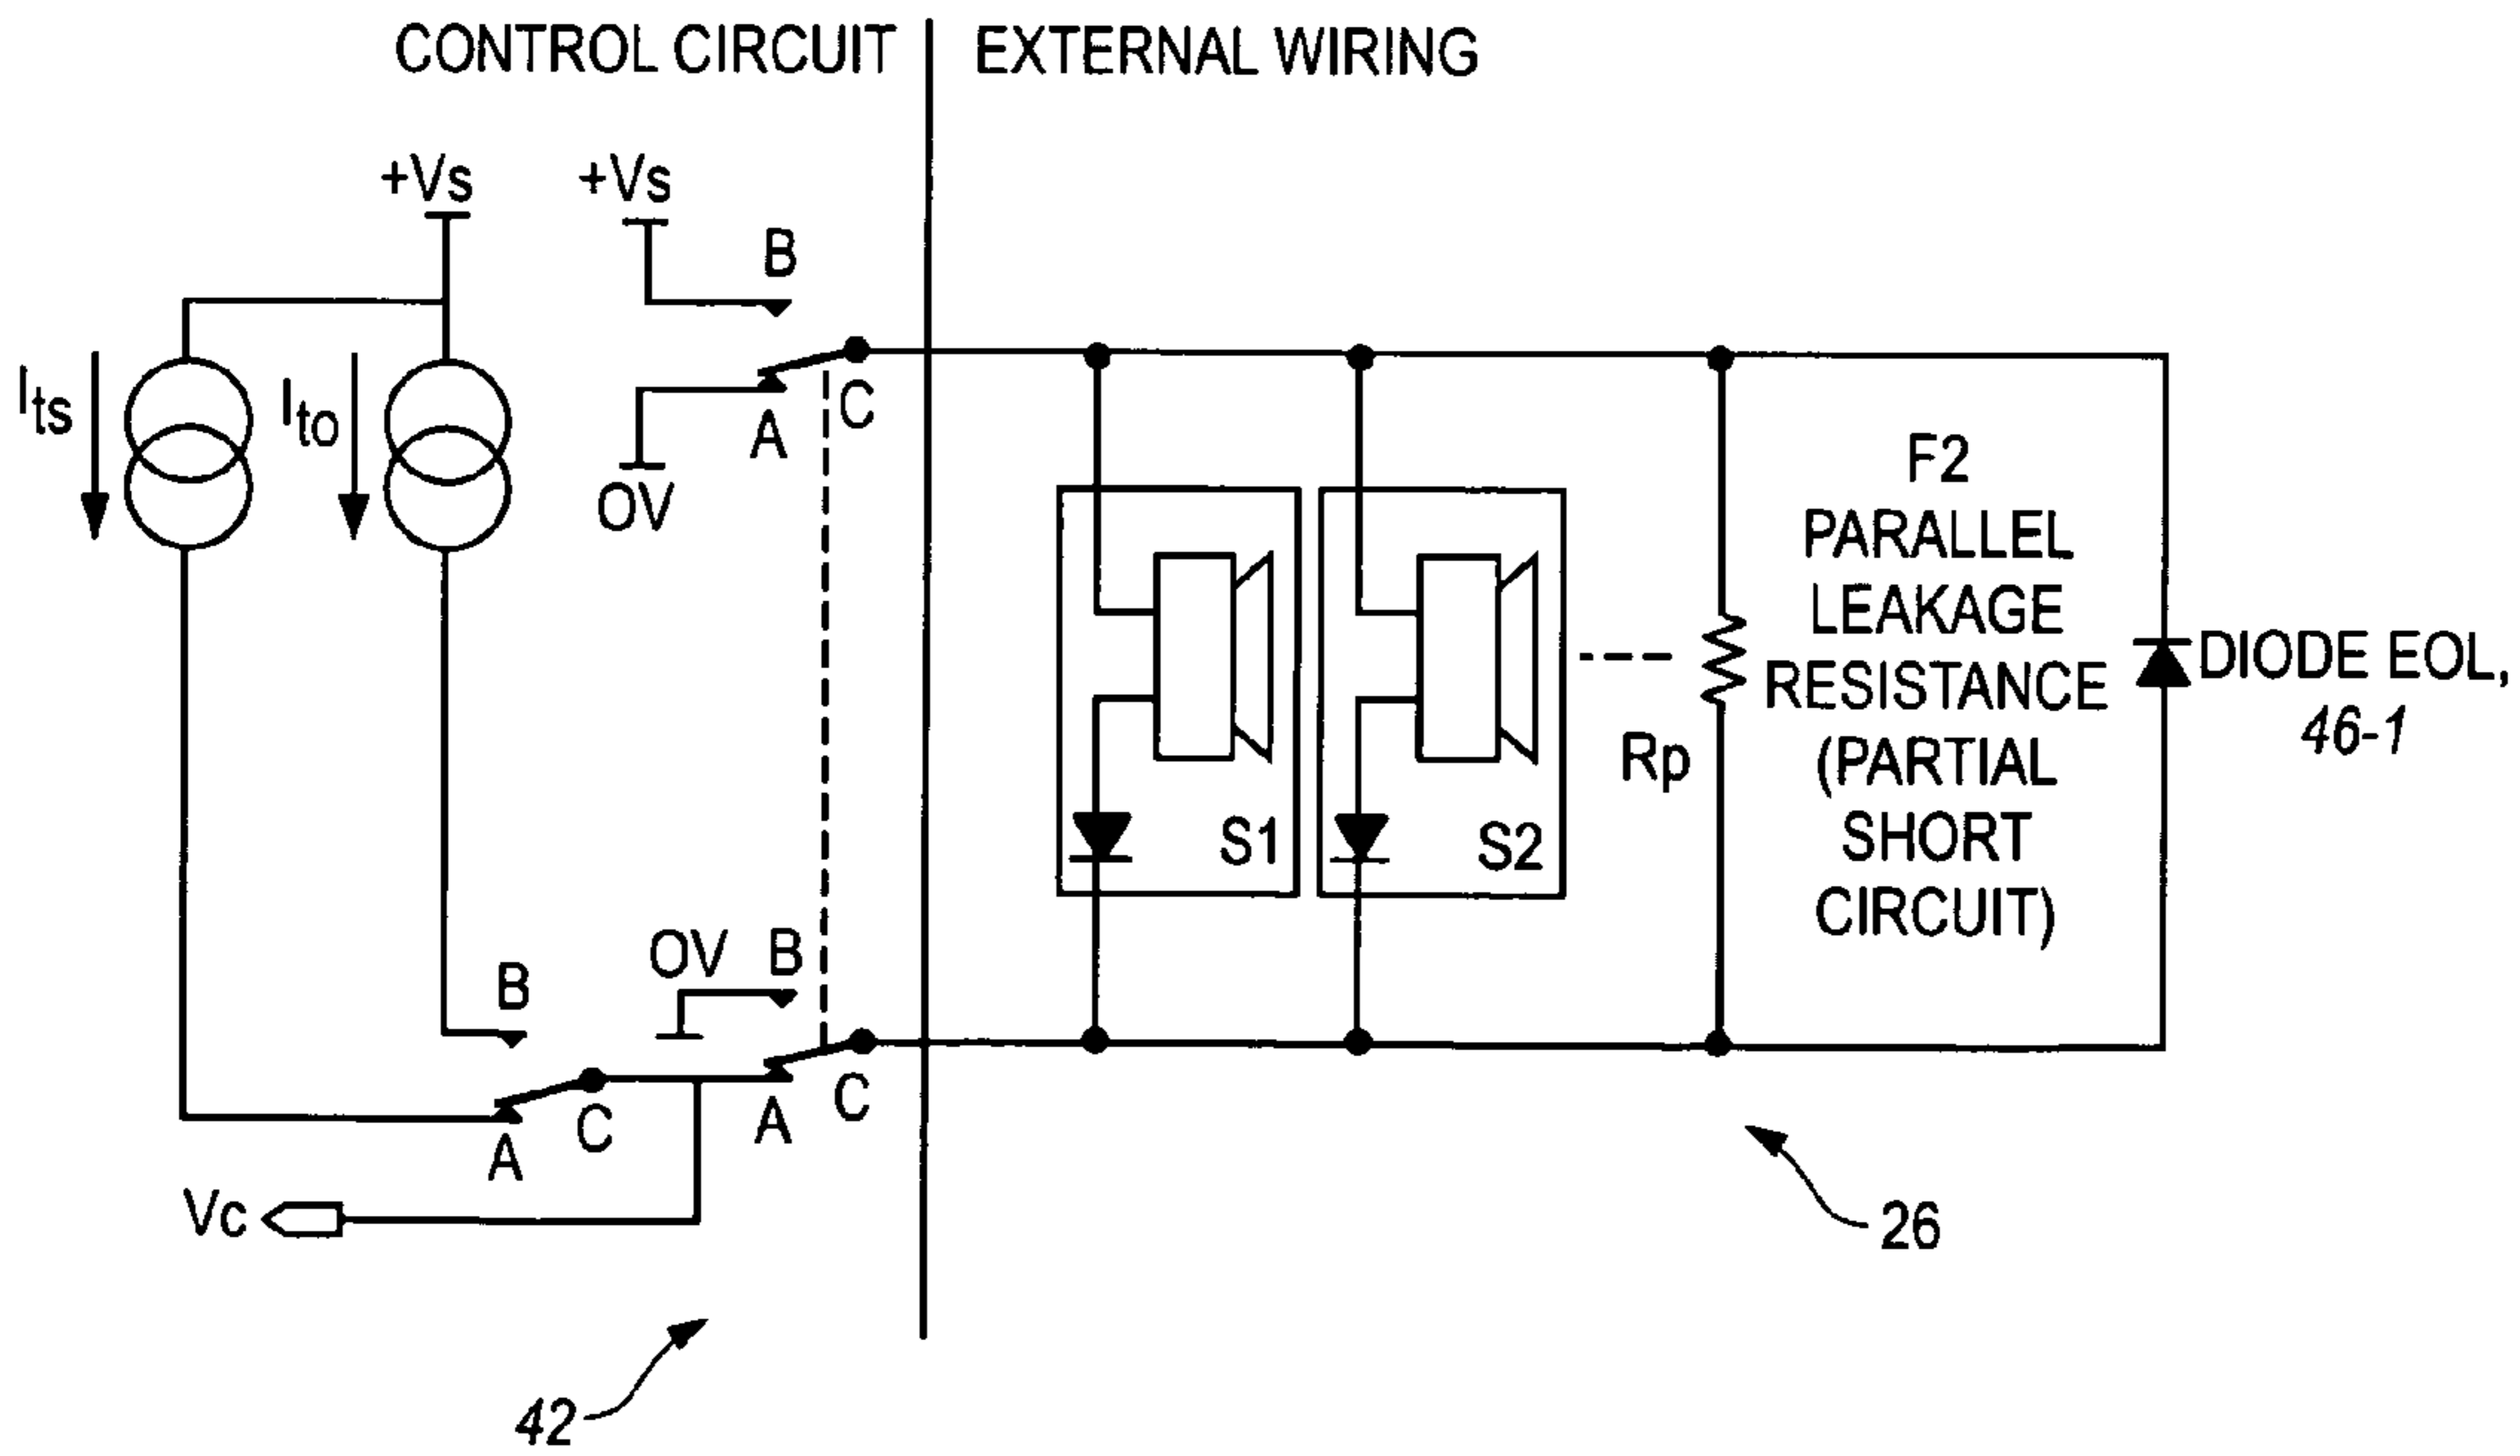 CONTROL CIRCUIT
EXTERNAL WIRING
+Vs
+Vs
B
Its
Ito
A
C
OV
F2
PARALLEL
LEAKAGE
RESISTANCE
(PARTIAL
SHORT
CIRCUIT)
DIODE EOL,
46-1
Rp
S1
S2
B
OV
B
A
C
A
C
Vc
26
42